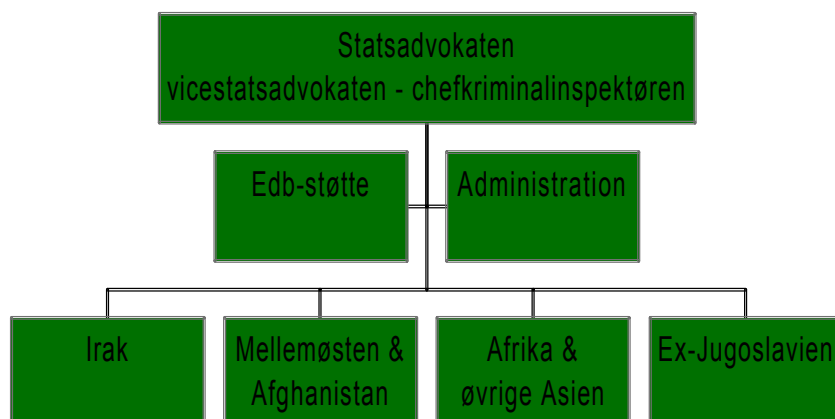 Statsadvokaten
vicestatsadvokaten - chefkriminalinspektøren
Edb-støtte
Administration
Irak
Mellemøsten &
Afghanistan
Afrika &
øvrige Asien
Ex-Jugoslavien